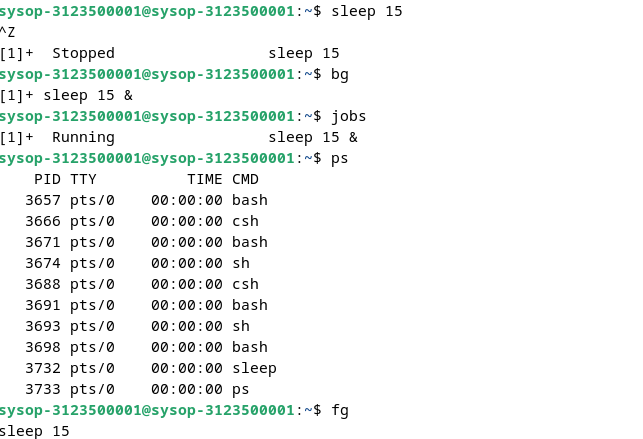 sysop-3123500001@sysop-3123500001:~$ sleep 15
^Z
[1]+  Stopped                 sleep 15
sysop-3123500001@sysop-3123500001:~$ bg
[1]+ sleep 15 &
sysop-3123500001@sysop-3123500001:~$ jobs
[1]+  Running                 sleep 15 &
sysop-3123500001@sysop-3123500001:~$ ps
    PID TTY          TIME CMD
   3657 pts/0    00:00:00 bash
   3666 pts/0    00:00:00 csh
   3671 pts/0    00:00:00 bash
   3674 pts/0    00:00:00 sh
   3688 pts/0    00:00:00 csh
   3691 pts/0    00:00:00 bash
   3693 pts/0    00:00:00 sh
   3698 pts/0    00:00:00 bash
   3732 pts/0    00:00:00 sleep
   3733 pts/0    00:00:00 ps
sysop-3123500001@sysop-3123500001:~$ fg
sleep 15